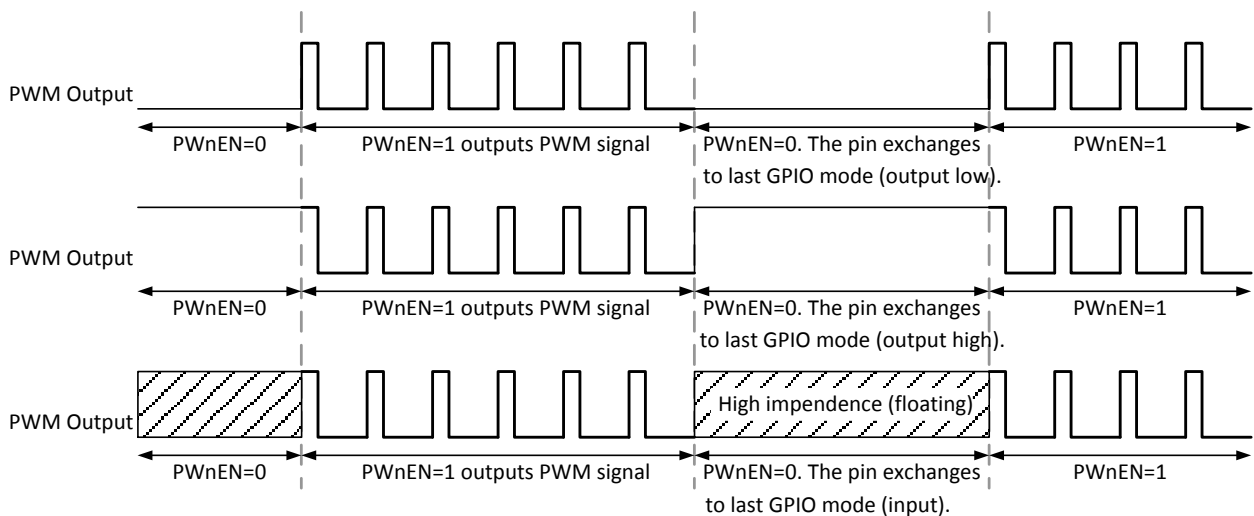 PWM Output
PWnEN=0
PWnEN=1 outputs PWM signal
PWnEN=0. The pin exchanges
to last GPIO mode (output low).
PWnEN=1
PWM Output
PWnEN=0
PWnEN=1 outputs PWM signal
PWnEN=0. The pin exchanges
to last GPIO mode (output high).
PWnEN=1
PWM Output
High impendence (floating)
PWnEN=0
PWnEN=1 outputs PWM signal
PWnEN=0. The pin exchanges
to last GPIO mode (input).
PWnEN=1